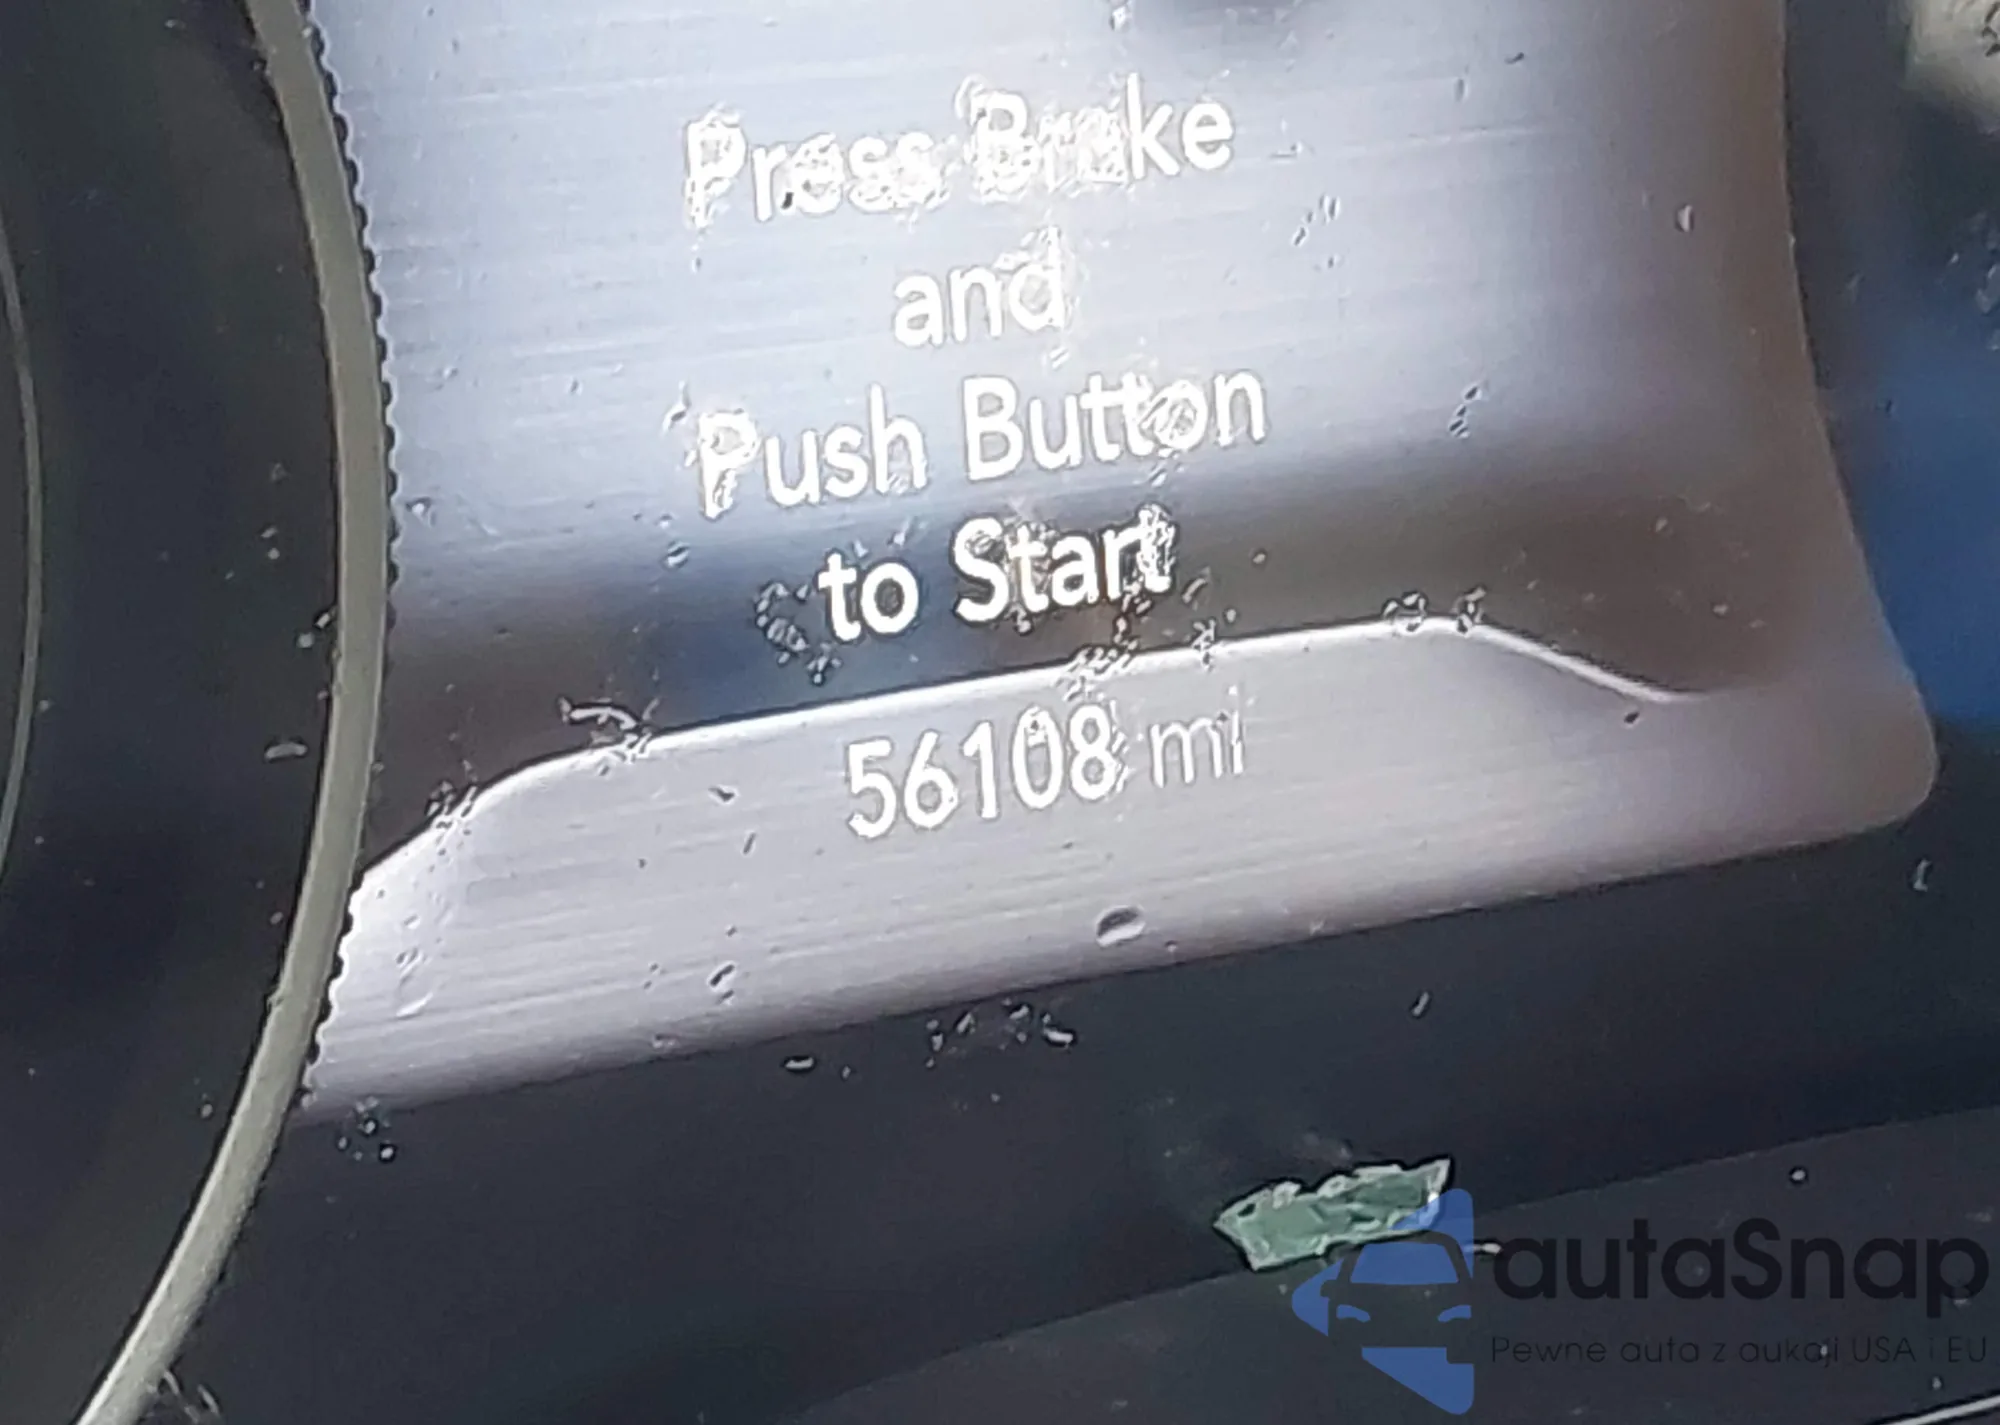 Press Brake
and
Push Button
to Start
56108 mi
autaSnap
Pewne auta z aukcji USA i EU